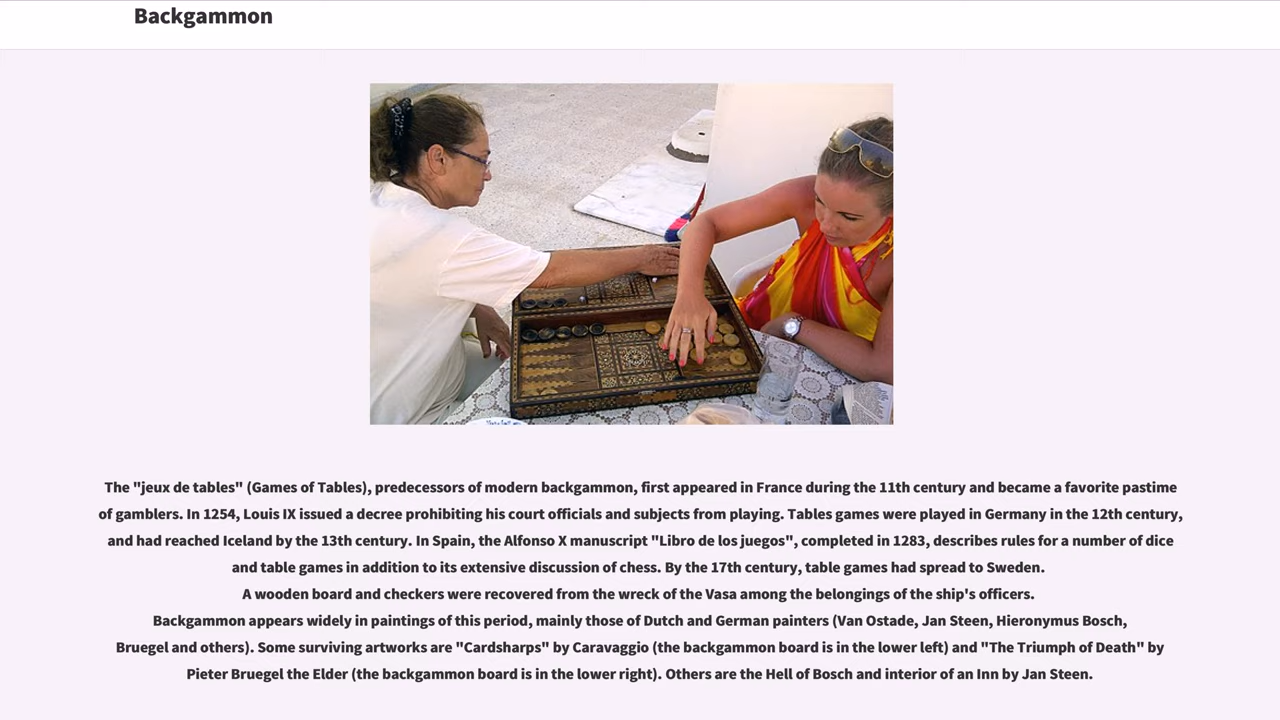 Backgammon
The "jeux de tables" (Games of Tables), predecessors of modern backgammon, first appeared in France during the 11th century and became a favorite pastime
of gamblers. In 1254, Louis IX issued a decree prohibiting his court officials and subjects from playing. Tables games were played in Germany in the 12th century,
and had reached Iceland by the 13th century. In Spain, the Alfonso X manuscript "Libro de los juegos", completed in 1283, describes rules for a number of dice
and table games in addition to its extensive discussion of chess. By the 17th century, table games had spread to Sweden.
A wooden board and checkers were recovered from the wreck of the Vasa among the belongings of the ship's officers.
Backgammon appears widely in paintings of this period, mainly those of Dutch and German painters (Van Ostade, Jan Steen, Hieronymus Bosch,
Bruegel and others). Some surviving artworks are "Cardsharps" by Caravaggio (the backgammon board is in the lower left) and "The Triumph of Death" by
Pieter Bruegel the Elder (the backgammon board is in the lower right). Others are the Hell of Bosch and interior of an Inn by Jan Steen.